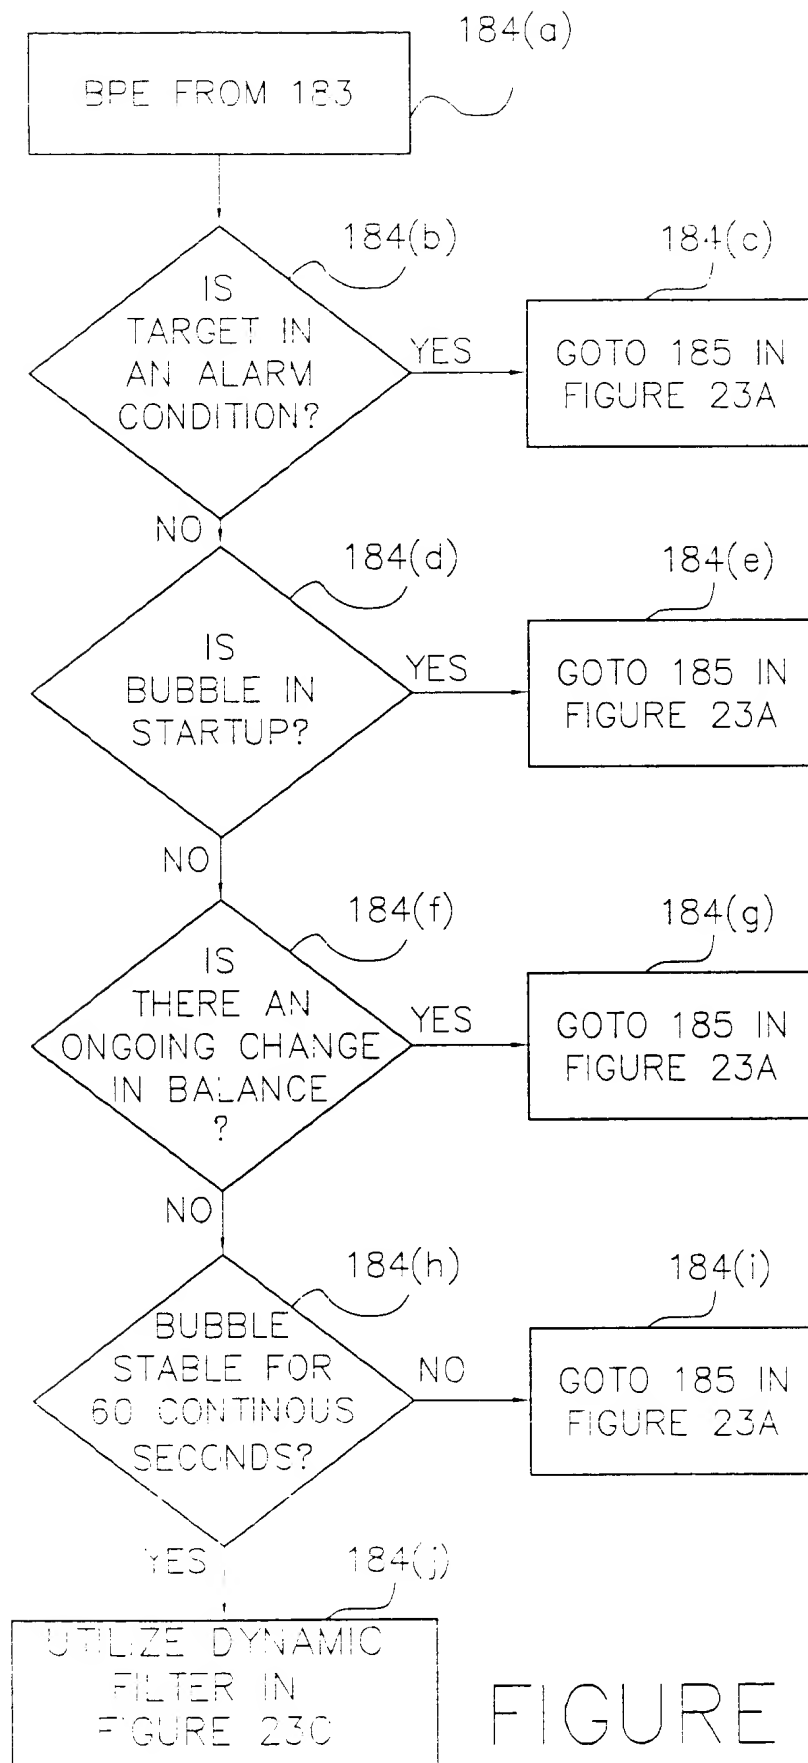 184(a)
BPE FROM 183
184(b)
IS
TARGET IN
AN ALARM
CONDITION?
YES
184(c)
GOTO 185 IN
FIGURE 23A
NO
184(d)
IS
BUBBLE IN
STARTUP?
YES
184(e)
GOTO 185 IN
FIGURE 23A
NO
184(f)
IS
THERE AN
ONGOING CHANGE
IN BALANCE
?
YES
184(g)
GOTO 185 IN
FIGURE 23A
NO
184(h)
BUBBLE
STABLE FOR
60 CONTINOUS
SECONDS?
NO
184(i)
GOTO 185 IN
FIGURE 23A
YES
184(j)
UTILIZE DYNAMIC
FILTER IN
FIGURE 23C
FIGURE